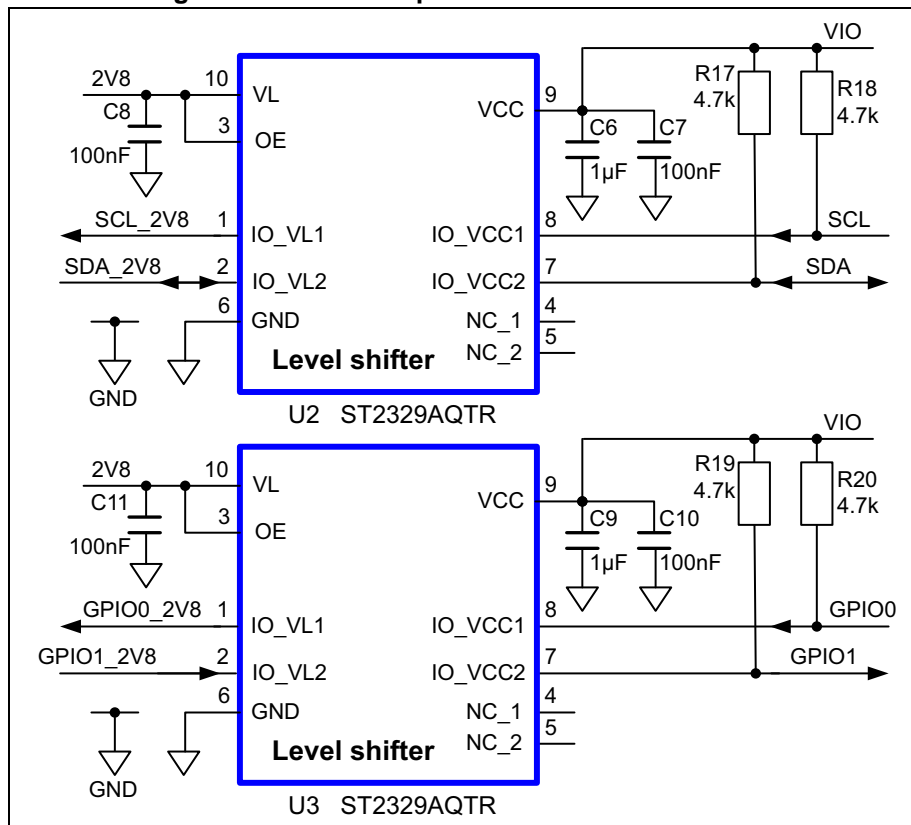 VIO
2V8 10 VL 9 VCC R17 4.7k R18 4.7k
C8 3 OE C6 C7
100nF 1µF 100nF
SCL_2V8 1 IO_VL1 IO_VCC1 8 SCL
SDA_2V8 2 IO_VL2 IO_VCC2 7 SDA
6 GND NC_1 4
NC_2 5
Level shifter
GND
U2 ST2329AQTR
VIO
2V8 10 VL 9 VCC R19 4.7k R20 4.7k
C11 3 OE C9 C10
100nF 1µF 100nF
GPIO0_2V8 1 IO_VL1 IO_VCC1 8 GPIO0
GPIO1_2V8 2 IO_VL2 IO_VCC2 7 GPIO1
6 GND NC_1 4
NC_2 5
Level shifter
GND
U3 ST2329AQTR